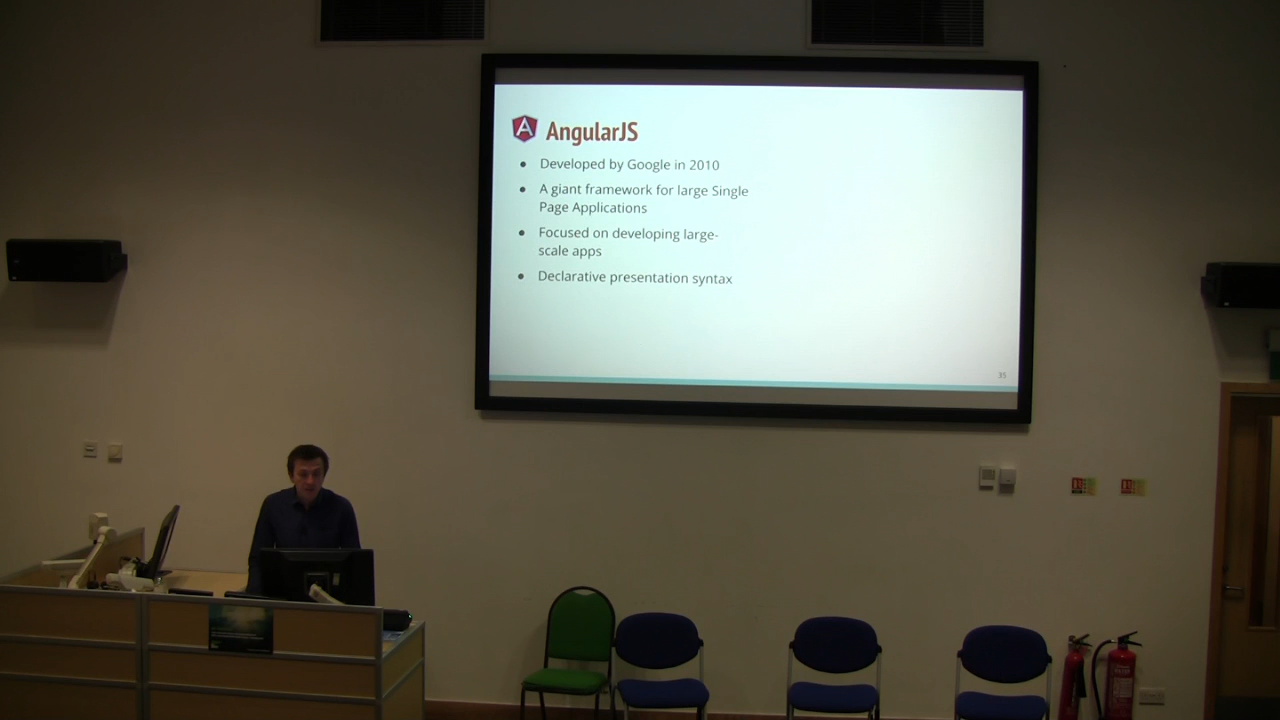 AngularJS
Developed by Google in 2010
A giant framework for large Single
Page Applications
Focused on developing large-
scale apps
Declarative presentation syntax
35